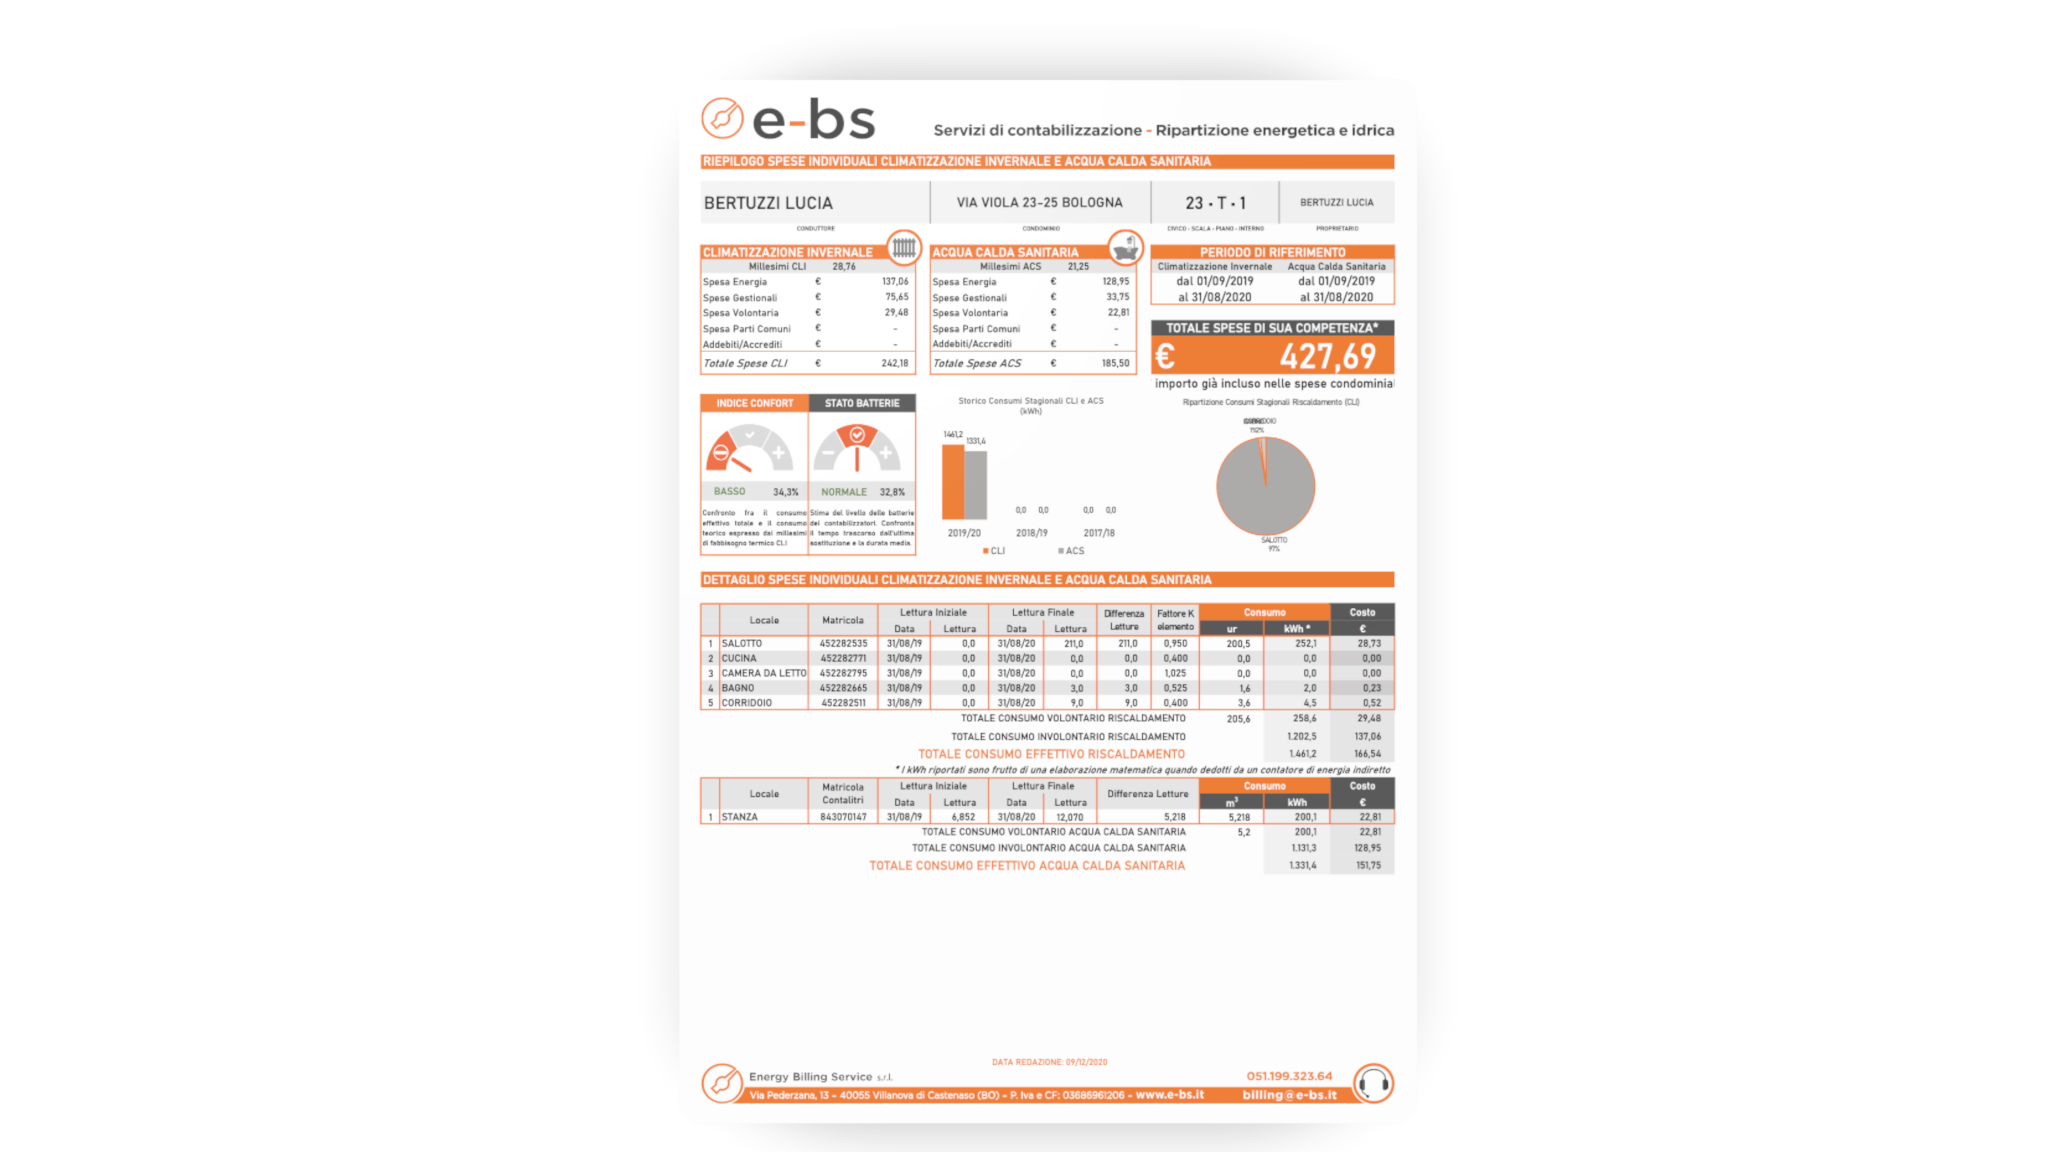 e-bs
Servizi di contabilizzazione - Ripartizione energetica e idrica
RIEPILOGO SPESE INDIVIDUALI CLIMATIZZAZIONE INVERNALE E ACQUA CALDA SANITARIA
BERTUZZI LUCIA VIA VIOLA 23-25 BOLOGNA 23 • T • 1 BERTUZZI LUCIA
CONDUTTORE CONDOMINIO CIVICO - SCALA - PIANO - INTERNO PROPRIETARIO
CLIMATIZZAZIONE INVERNALE
Millesimi CLI 28,76
Spesa Energia € 137,06
Spese Gestionali € 75,65
Spesa Volontaria € 29,48
Spesa Parti Comuni € -
Addebiti/Accrediti € -
Totale Spese CLI € 242,18
ACQUA CALDA SANITARIA
Millesimi ACS 21,25
Spesa Energia € 128,95
Spese Gestionali € 33,75
Spesa Volontaria € 22,81
Spesa Parti Comuni € -
Addebiti/Accrediti € -
Totale Spese ACS € 185,50
PERIODO DI RIFERIMENTO
Climatizzazione Invernale Acqua Calda Sanitaria
dal 01/09/2019 dal 01/09/2019
al 31/08/2020 al 31/08/2020
TOTALE SPESE DI SUA COMPETENZA*
€ 427,69
importo già incluso nelle spese condominia
INDICE CONFORT STATO BATTERIE
BASSO 34,3% NORMALE 32,8%
Confronto fra il consumo
effettivo totale e il consumo
teorico espresso dai millesimi
di fabbisogno termico CLI
Stima del livello delle batterie
dei contabilizzatori. Confronta
il tempo trascorso dall'ultima
sostituzione e la durata media.
Storico Consumi Stagionali CLI e ACS
(kWh)
1461,2
1331,4
0,0 0,0 0,0 0,0
2019/20 2018/19 2017/18
CLI ACS
Ripartizione Consumi Stagionali Riscaldamento (CLI)
SALOTTO
97%
DETTAGLIO SPESE INDIVIDUALI CLIMATIZZAZIONE INVERNALE E ACQUA CALDA SANITARIA
Locale Matricola Lettura Iniziale Lettura Finale Differenza Letture Fattore K elemento Consumo Costo
Data Lettura Data Lettura ur kWh * €
1 SALOTTO 452282535 31/08/19 0,0 31/08/20 211,0 211,0 0,950 200,5 252,1 28,73
2 CUCINA 452282771 31/08/19 0,0 31/08/20 0,0 0,0 0,400 0,0 0,0 0,00
3 CAMERA DA LETTO 452282795 31/08/19 0,0 31/08/20 0,0 0,0 1,025 0,0 0,0 0,00
4 BAGNO 452282665 31/08/19 0,0 31/08/20 3,0 3,0 0,525 1,6 2,0 0,23
5 CORRIDOIO 452282511 31/08/19 0,0 31/08/20 9,0 9,0 0,400 3,6 4,5 0,52
TOTALE CONSUMO VOLONTARIO RISCALDAMENTO 205,6 258,6 29,48
TOTALE CONSUMO INVOLONTARIO RISCALDAMENTO 1.202,5 137,06
TOTALE CONSUMO EFFETTIVO RISCALDAMENTO 1.461,2 166,54
* I kWh riportati sono frutto di una elaborazione matematica quando dedotti da un contatore di energia indiretto
Locale Matricola Contalitri Lettura Iniziale Lettura Finale Differenza Letture Consumo Costo
Data Lettura Data Lettura m³ kWh €
1 STANZA 843070147 31/08/19 6,852 31/08/20 12,070 5,218 5,218 200,1 22,81
TOTALE CONSUMO VOLONTARIO ACQUA CALDA SANITARIA 5,2 200,1 22,81
TOTALE CONSUMO INVOLONTARIO ACQUA CALDA SANITARIA 1.131,3 128,95
TOTALE CONSUMO EFFETTIVO ACQUA CALDA SANITARIA 1.331,4 151,75
DATA REDAZIONE: 09/12/2020
Energy Billing Service s.r.l. 051.199.323.64
Via Pederzana, 13 - 40055 Villanova di Castenaso (BO) - P. Iva e CF: 03686961206 - www.e-bs.it billing@e-bs.it